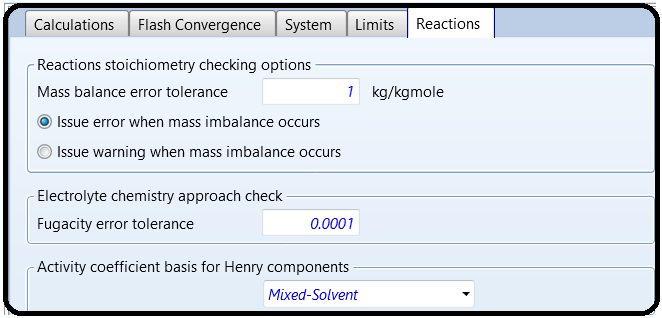 Calculations Flash Convergence System Limits Reactions
Reactions stoichiometry checking options
Mass balance error tolerance 1 kg/kgmole
Issue error when mass imbalance occurs
Issue warning when mass imbalance occurs
Electrolyte chemistry approach check
Fugacity error tolerance 0.0001
Activity coefficient basis for Henry components
Mixed-Solvent